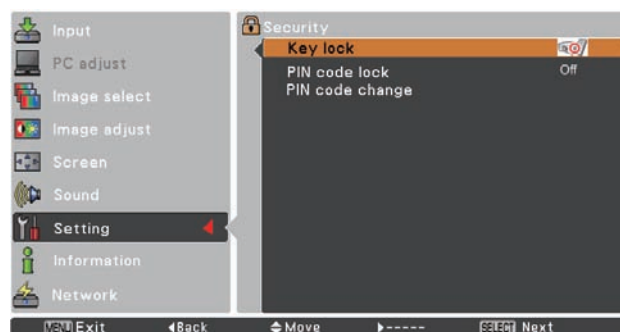 Input
PC adjust
Image select
Image adjust
Screen
Sound
Setting
Information
Network
Security
Key lock
PIN code lock Off
PIN code change
MENU Exit ◀Back Move ▶----- SELECT Next